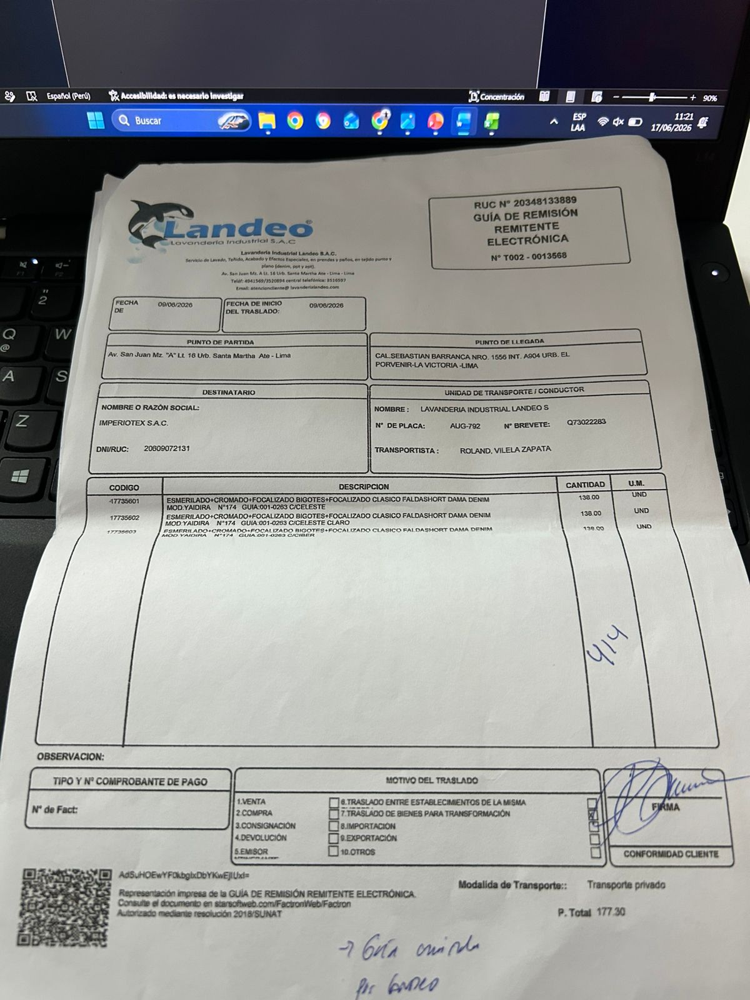 Español (Perú)
Accesibilidad: es necesario investigar
Concentración
90%
Buscar
ESP
LAA
11:21
17/06/2026
Landeo®
Lavandería Industrial S.A.C
Lavandería Industrial Landeo S.A.C.
Servicio de Lavado, Teñido, Acabado y Efectos Especiales, en prendas y paños, en tejido punto y
plano (denim, ppt y apt).
Av. San Juan Mz. A Lt. 16 Urb. Santa Martha Ate - Lima - Lima
Teléf: 4941569/3520894 central telefónica: 3516597
Email: atencioncliente@ lavanderialandeo.com
RUC N° 20348133889
GUÍA DE REMISIÓN
REMITENTE
ELECTRÓNICA
N° T002 - 0013568
FECHA DE 09/06/2026
FECHA DE INICIO DEL TRASLADO: 09/06/2026
PUNTO DE PARTIDA
Av. San Juan Mz. "A" Lt. 16 Urb. Santa Martha Ate - Lima
PUNTO DE LLEGADA
CAL.SEBASTIAN BARRANCA NRO. 1556 INT. A904 URB. EL
PORVENIR-LA VICTORIA -LIMA
DESTINATARIO
NOMBRE O RAZÓN SOCIAL:
IMPERIOTEX S.A.C.
DNI/RUC: 20609072131
UNIDAD DE TRANSPORTE / CONDUCTOR
NOMBRE : LAVANDERIA INDUSTRIAL LANDEO S
N° DE PLACA: AUG-792 N° BREVETE: Q73022283
TRANSPORTISTA : ROLAND, VILELA ZAPATA
CODIGO DESCRIPCION CANTIDAD U.M.
17735601 ESMERILADO+CROMADO+FOCALIZADO BIGOTES+FOCALIZADO CLASICO FALDASHORT DAMA DENIM 138.00 UND
MOD.YAIDIRA N°174 GUIA:001-0263 C/CELESTE
17735602 ESMERILADO+CROMADO+FOCALIZADO BIGOTES+FOCALIZADO CLASICO FALDASHORT DAMA DENIM 138.00 UND
MOD.YAIDIRA N°174 GUIA:001-0263 C/CELESTE CLARO
17735603 ESMERILADO+CROMADO+FOCALIZADO BIGOTES+FOCALIZADO CLASICO FALDASHORT DAMA DENIM 138.00 UND
MOD.YAIDIRA N°174 GUIA:001-0263 C/CIBER
414
OBSERVACION:
TIPO Y N° COMPROBANTE DE PAGO
N° de Fact:
MOTIVO DEL TRASLADO
1.VENTA
2.COMPRA
3.CONSIGNACIÓN
4.DEVOLUCIÓN
5.EMISOR
6.TRASLADO ENTRE ESTABLECIMIENTOS DE LA MISMA
7.TRASLADO DE BIENES PARA TRANSFORMACIÓN
8.IMPORTACIÓN
9.EXPORTACIÓN
10.OTROS
FIRMA
CONFORMIDAD CLIENTE
Representación impresa de la GUÍA DE REMISIÓN REMITENTE ELECTRÓNICA.
Consulte el documento en starsoftweb.com/FactronWeb/Factron
Autorizado mediante resolución 2018/SUNAT
Modalida de Transporte:: Transporte privado
P. Total 177.30
→ Guía emitida
por Landeo